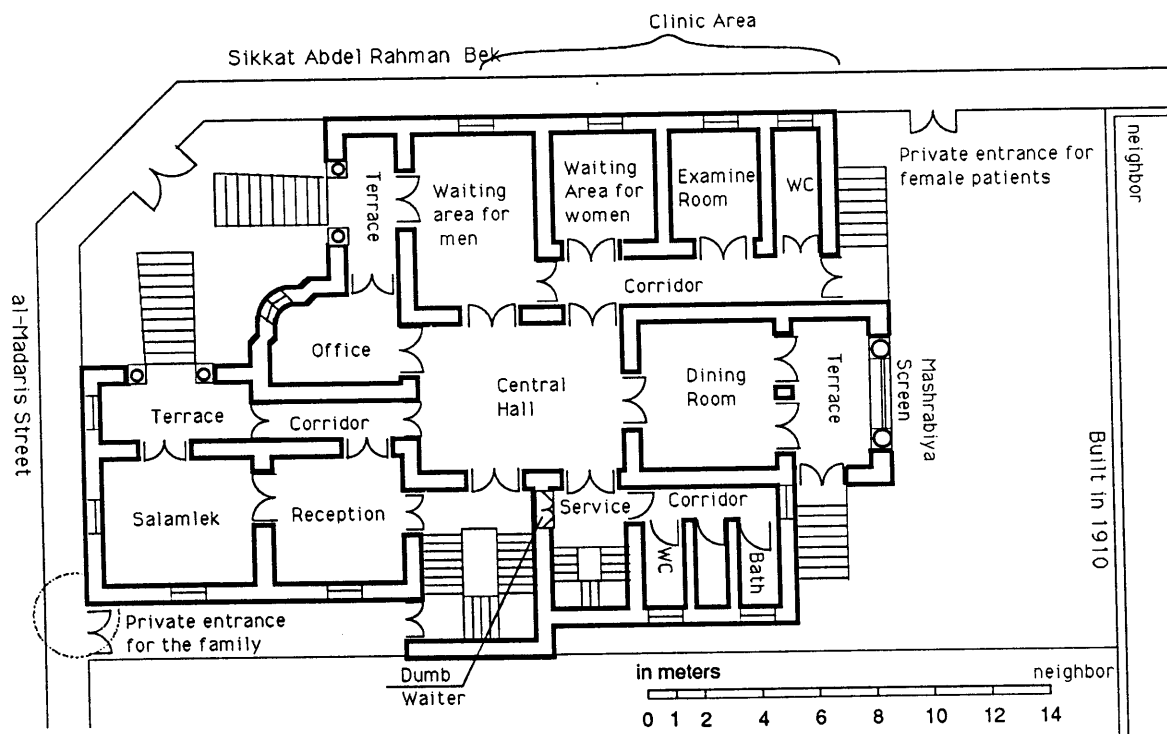 Clinic Area
Sikkat Abdel Rahman Bek
neighbor
Private entrance for
female patients
Terrace
Waiting
area for
men
Waiting
Area for
women
Examine
Room
WC
Corridor
al-Madaris Street
Office
Central
Hall
Dining
Room
Terrace
Mashrabiya
Screen
Terrace
Corridor
Built in 1910
Salamlek
Reception
Service
Corridor
WC
Bath
Private entrance
for the family
Dumb
Waiter
in meters
neighbor
0 1 2 4 6 8 10 12 14